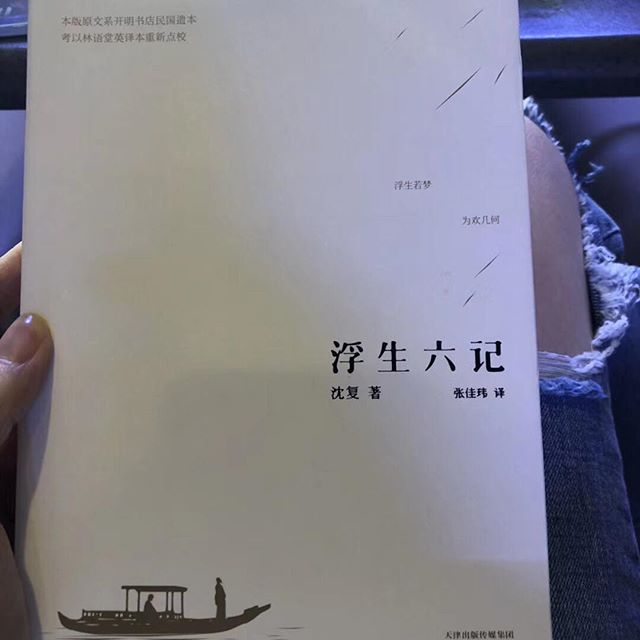 本版原文系开明书店民国遗本
考以林语堂英译本重新点校
浮生若梦
为欢几何
浮生六记
沈复 著 张佳玮 译
天津出版传媒集团